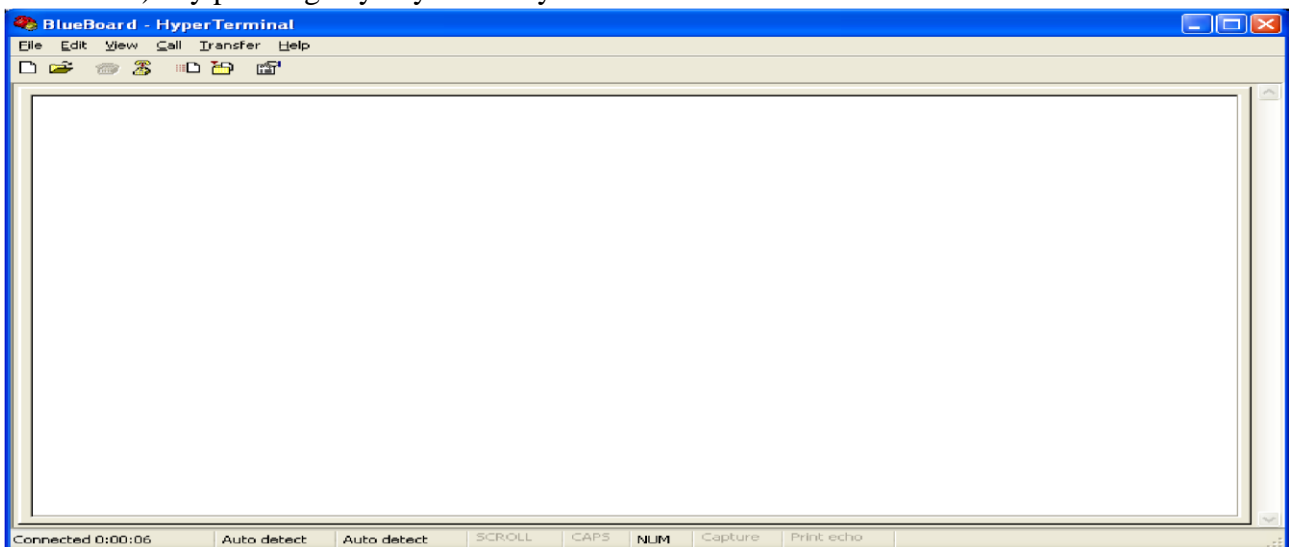 BlueBoard - HyperTerminal
File Edit View Call Transfer Help
Connected 0:00:06 Auto detect Auto detect SCROLL CAPS NUM Capture Print echo